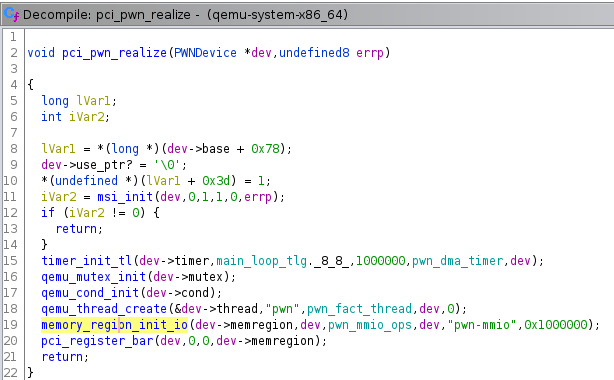 Decompile: pci_pwn_realize - (qemu-system-x86_64)
1
2 void pci_pwn_realize(PWNDevice *dev,undefined8 errp)
3
4 {
5 long lVar1;
6 int iVar2;
7
8 lVar1 = *(long *)(dev->base + 0x78);
9 dev->use_ptr? = '\0';
10 *(undefined *)(lVar1 + 0x3d) = 1;
11 iVar2 = msi_init(dev,0,1,1,0,errp);
12 if (iVar2 != 0) {
13 return;
14 }
15 timer_init_tl(dev->timer,main_loop_tlg._8_8_,1000000,pwn_dma_timer,dev);
16 qemu_mutex_init(dev->mutex);
17 qemu_cond_init(dev->cond);
18 qemu_thread_create(&dev->thread,"pwn",pwn_fact_thread,dev,0);
19 memory_region_init_io(dev->memregion,dev,pwn_mmio_ops,dev,"pwn-mmio",0x1000000);
20 pci_register_bar(dev,0,0,dev->memregion);
21 return;
22 }